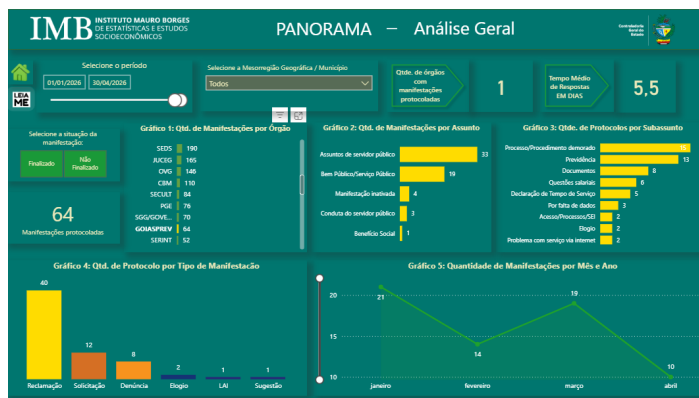 IMB INSTITUTO MAURO BORGES
DE ESTATÍSTICAS E ESTUDOS
SOCIOECONÔMICOS
PANORAMA – Análise Geral
Controladoria
Geral do
Estado
Selecione o período
01/01/2026 30/04/2026
Selecione a Mesorregião Geográfica / Município
Todos
Qtde. de órgãos
com
manifestações
protocoladas
1
Tempo Médio
de Respostas
EM DIAS
5,5
LEIA
ME
Selecione a situação da
manifestação:
Finalizado
Não
Finalizado
64
Manifestações protocoladas
Gráfico 1: Qtd. de Manifestações por Órgão
SEDS 190
JUCEG 165
OVG 146
CBM 110
SECULT 84
PGE 76
SGG/GOVE... 70
GOIASPREV 64
SERINT 52
Gráfico 2: Qtd. de Manifestações por Assunto
Assuntos de servidor público 33
Bem Público/Serviço Público 19
Manifestação inativada 4
Conduta do servidor público 3
Benefício Social 1
Gráfico 3: Qtde. de Protocolos por Subassunto
Processo/Procedimento demorado 15
Previdência 13
Documentos 8
Questões salariais 6
Declaração de Tempo de Serviço 5
Por falta de dados 3
Acesso/Processos/SEI 2
Elogio 2
Problema com serviço via internet 2
Gráfico 4: Qtd. de Protocolo por Tipo de Manifestacão
40
12
8
2
1
1
Reclamação Solicitação Denúncia Elogio LAI Sugestão
Gráfico 5: Quantidade de Manifestações por Mês e Ano
20
15
10
21
14
19
10
janeiro fevereiro março abril